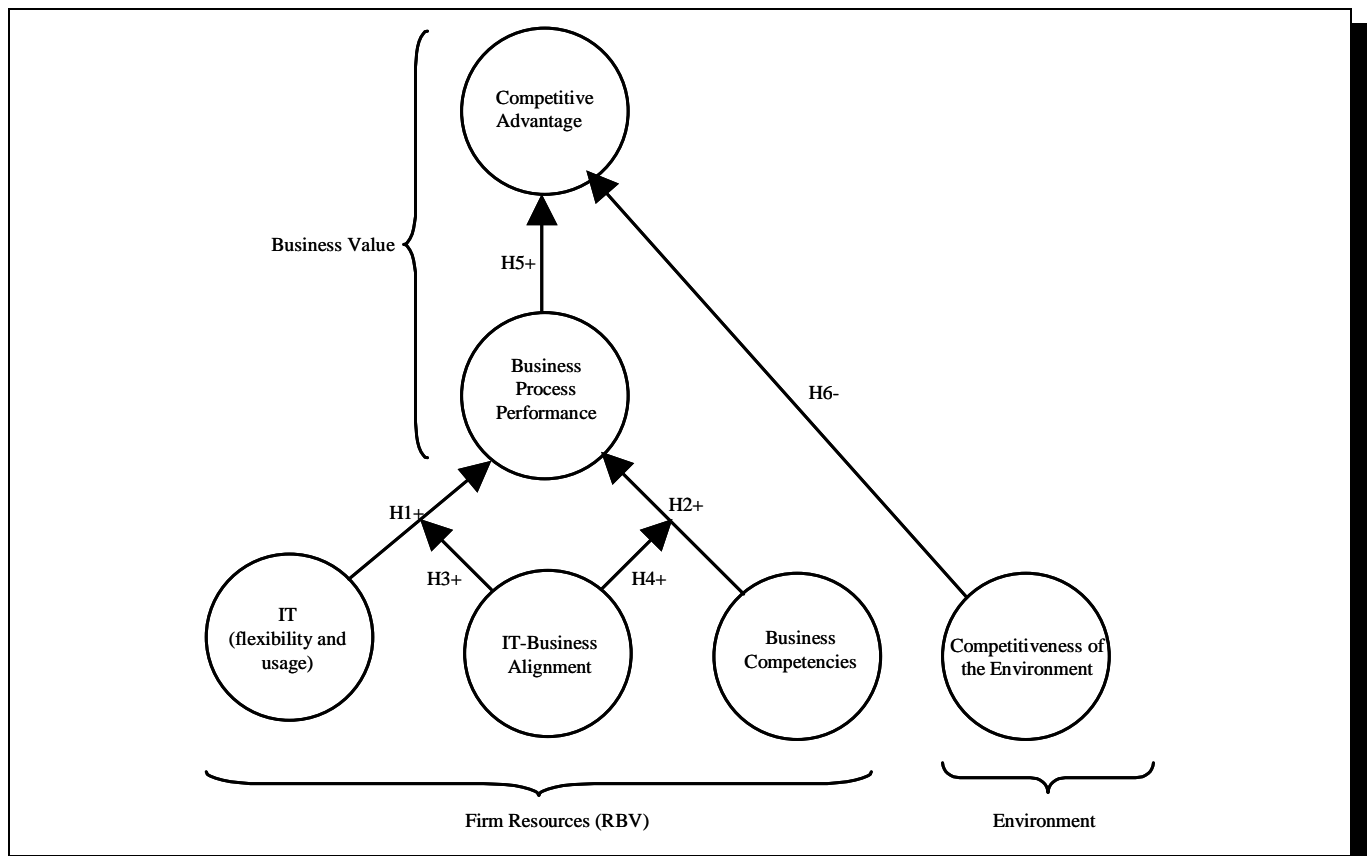 Competitive
Advantage
Business Value
H5+
Business
Process
Performance
H6-
H1+
H2+
H3+
H4+
IT
(flexibility and
usage)
IT-Business
Alignment
Business
Competencies
Competitiveness of
the Environment
Firm Resources (RBV)
Environment